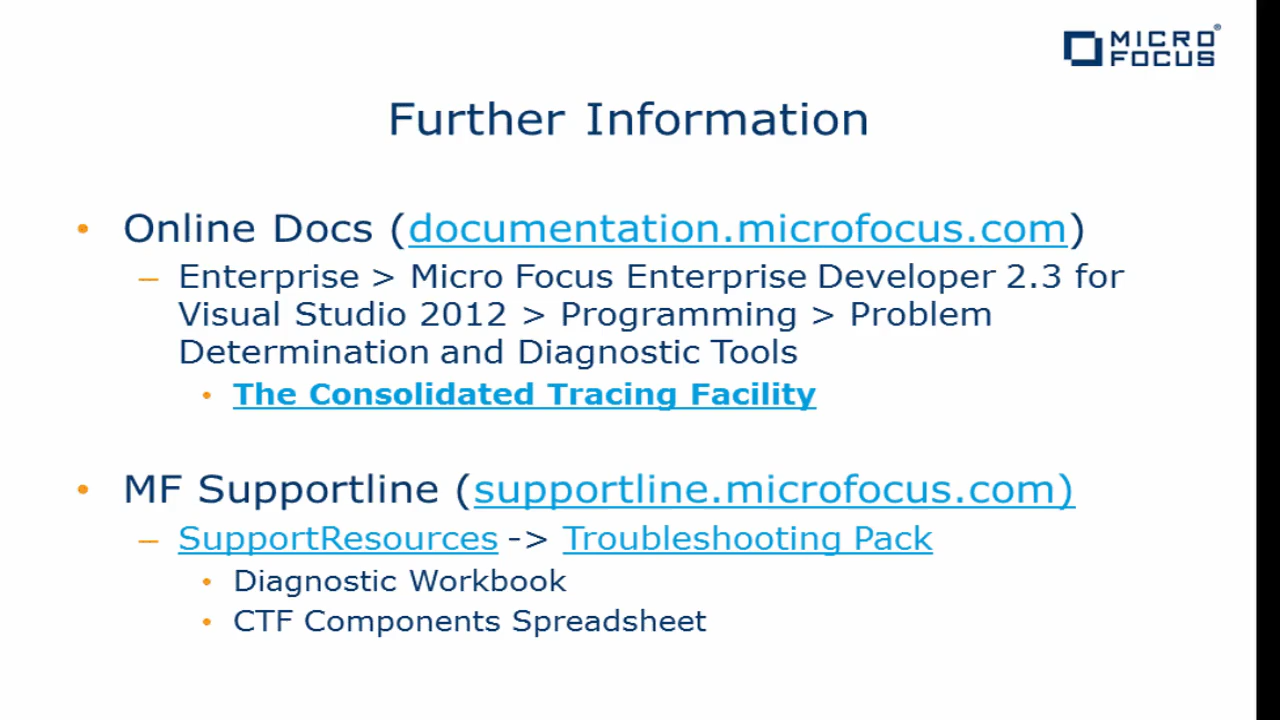 MICRO
FOCUS®
Further Information
• Online Docs (documentation.microfocus.com)
– Enterprise > Micro Focus Enterprise Developer 2.3 for
Visual Studio 2012 > Programming > Problem
Determination and Diagnostic Tools
• The Consolidated Tracing Facility
• MF Supportline (supportline.microfocus.com)
– SupportResources -> Troubleshooting Pack
• Diagnostic Workbook
• CTF Components Spreadsheet